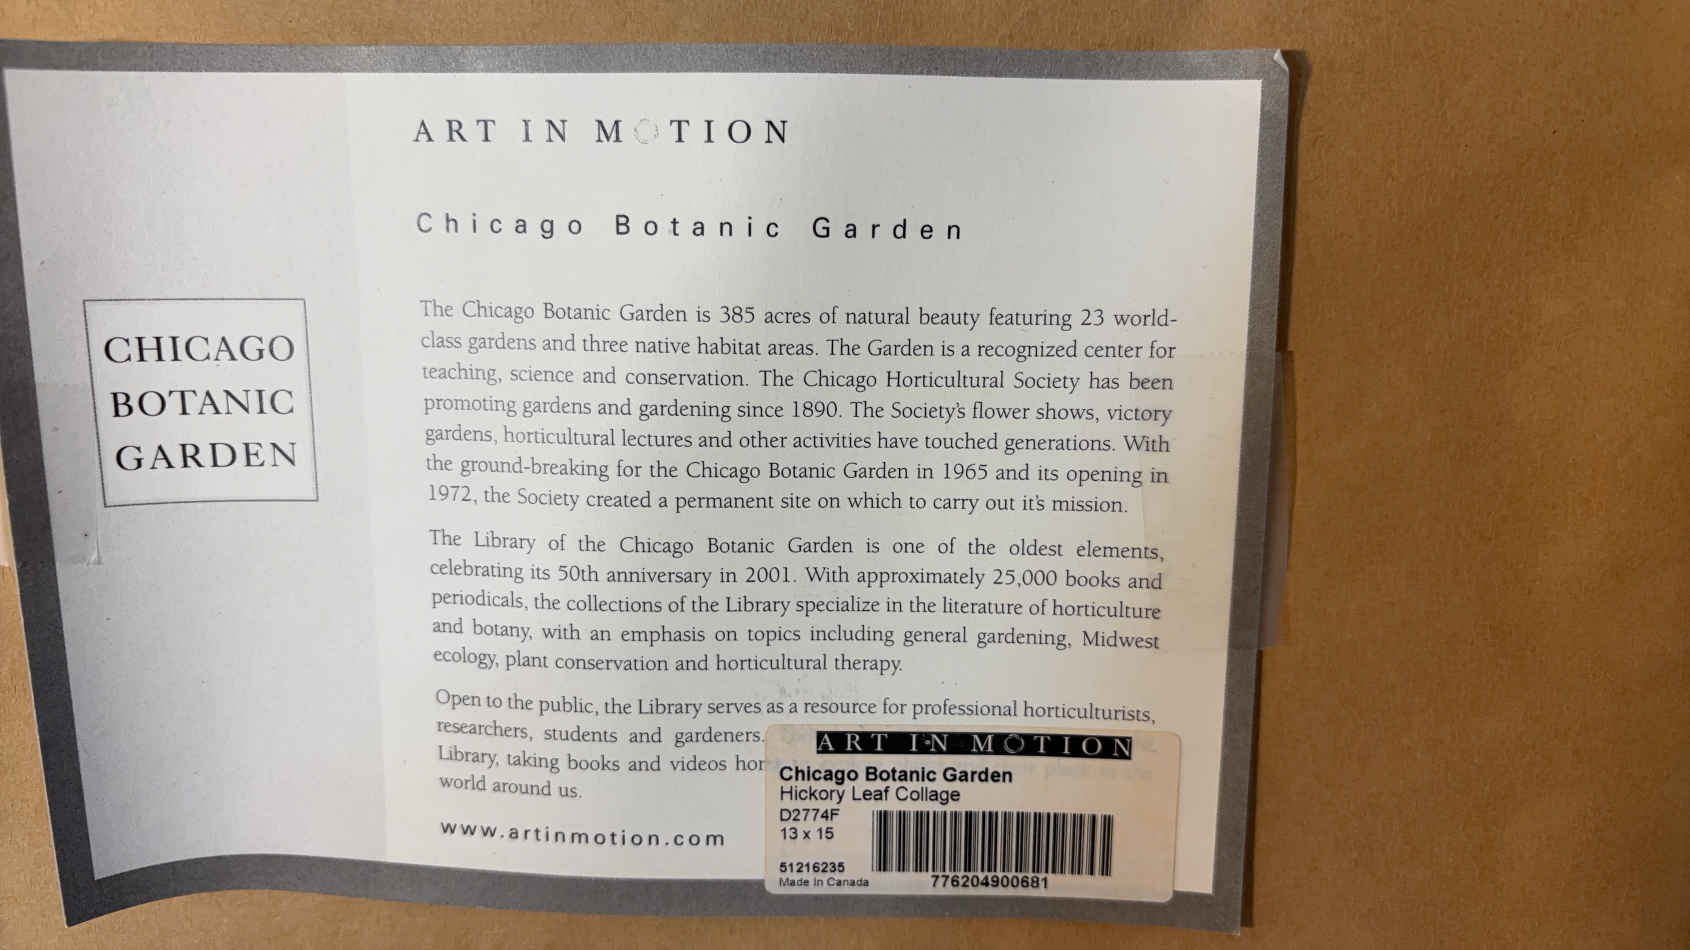 ART IN MOTION
Chicago Botanic Garden
CHICAGO
BOTANIC
GARDEN
The Chicago Botanic Garden is 385 acres of natural beauty featuring 23 world-
class gardens and three native habitat areas. The Garden is a recognized center for
teaching, science and conservation. The Chicago Horticultural Society has been
promoting gardens and gardening since 1890. The Society's flower shows, victory
gardens, horticultural lectures and other activities have touched generations. With
the ground-breaking for the Chicago Botanic Garden in 1965 and its opening in
1972, the Society created a permanent site on which to carry out it's mission.
The Library of the Chicago Botanic Garden is one of the oldest elements,
celebrating its 50th anniversary in 2001. With approximately 25,000 books and
periodicals, the collections of the Library specialize in the literature of horticulture
and botany, with an emphasis on topics including general gardening, Midwest
ecology, plant conservation and horticultural therapy.
Open to the public, the Library serves as a resource for professional horticulturists,
researchers, students and gardeners.
Library, taking books and videos
world around us.
www.artinmotion.com
ART IN MOTION
Chicago Botanic Garden
Hickory Leaf Collage
D2774F
13 x 15
51216235
Made In Canada
776204900681